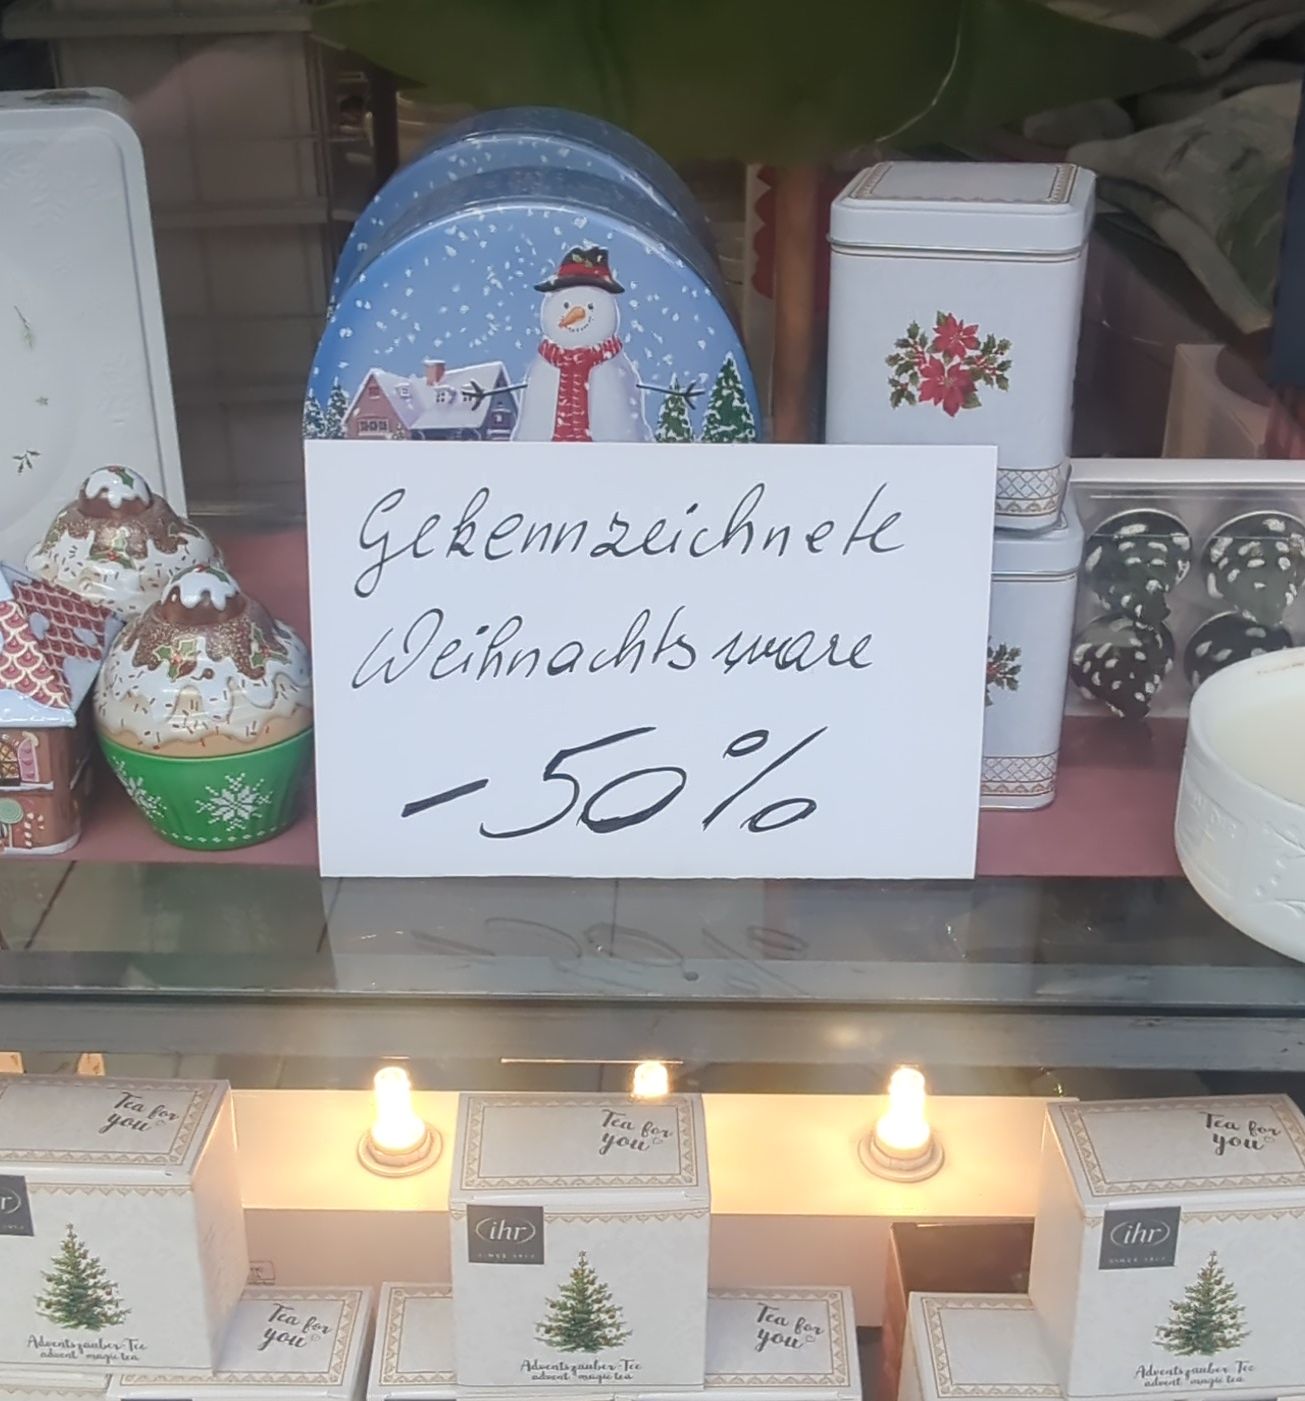 Gekennzeichnete
Weihnachtsware
-50%
Tea for
you
Tea for
you
Tea for
you
ihr
ihr
Adventszauber-Tee
advent magic tea
Adventszauber-Tee
advent magic tea
Adventszauber-Tee
advent magic tea
Tea for
you
Tea for
you